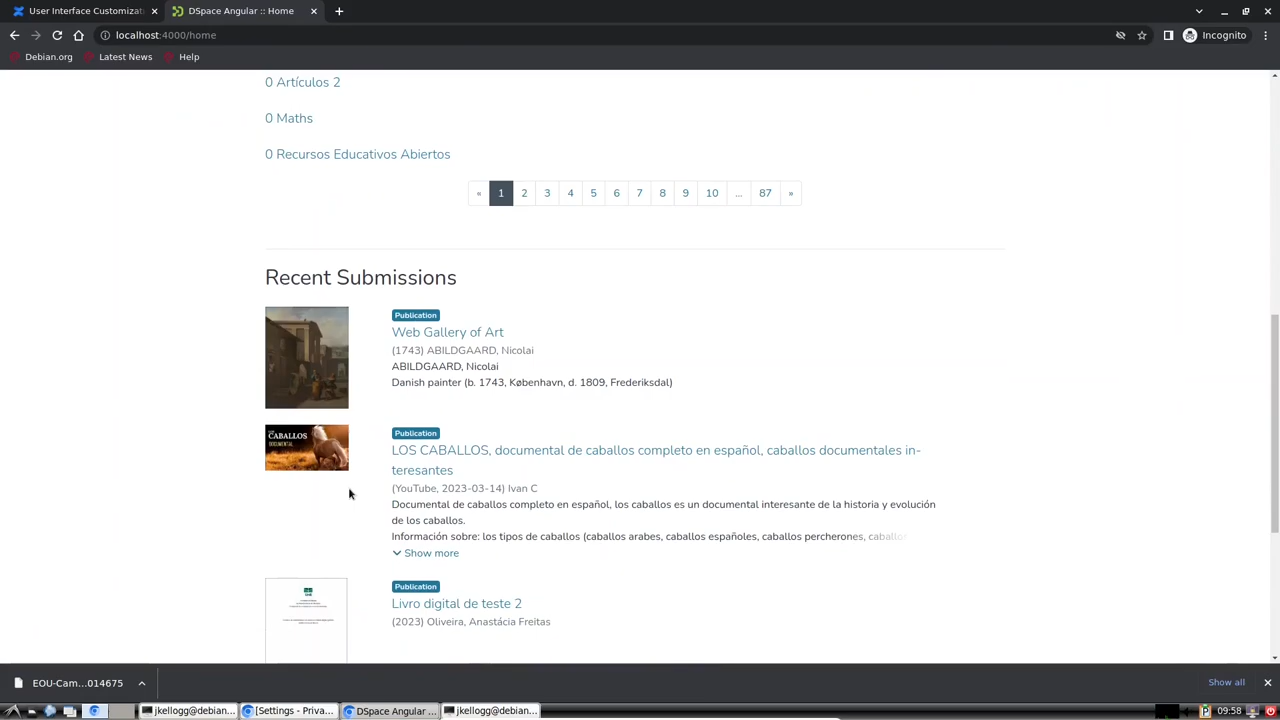 User Interface Customizat
DSpace Angular :: Home
localhost:4000/home
Incognito
Debian.org
Latest News
Help
0 Artículos 2
0 Maths
0 Recursos Educativos Abiertos
« 1 2 3 4 5 6 7 8 9 10 ... 87 »
Recent Submissions
Publication
Web Gallery of Art
(1743) ABILDGAARD, Nicolai
ABILDGAARD, Nicolai
Danish painter (b. 1743, København, d. 1809, Frederiksdal)
CABALLOS
DOCUMENTAL
Publication
LOS CABALLOS, documental de caballos completo en español, caballos documentales in-
teresantes
(YouTube, 2023-03-14) Ivan C
Documental de caballos completo en español, los caballos es un documental interesante de la historia y evolución
de los caballos.
Información sobre: los tipos de caballos (caballos arabes, caballos españoles, caballos percherones, caballos
Show more
Publication
Livro digital de teste 2
(2023) Oliveira, Anastácia Freitas
EOU-Cam...014675
Show all
jkellogg@debian...
[Settings - Priva...
DSpace Angular ...
jkellogg@debian...
09:58